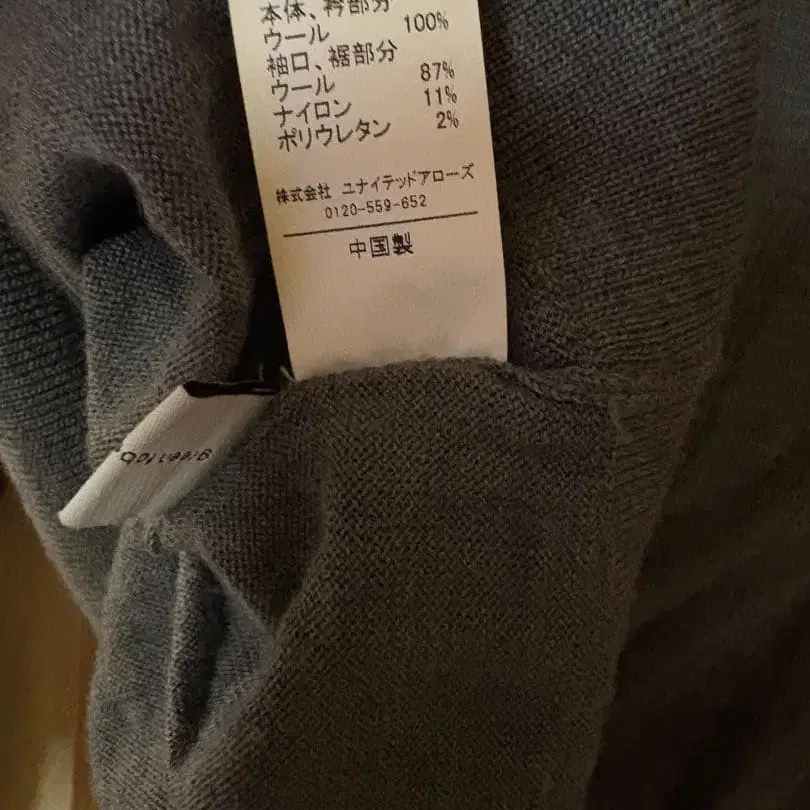 本体、衿部分
ウール 100%
袖口、裾部分
ウール 87%
ナイロン 11%
ポリウレタン 2%
株式会社 ユナイテッドアローズ
0120-559-652
中国製
green